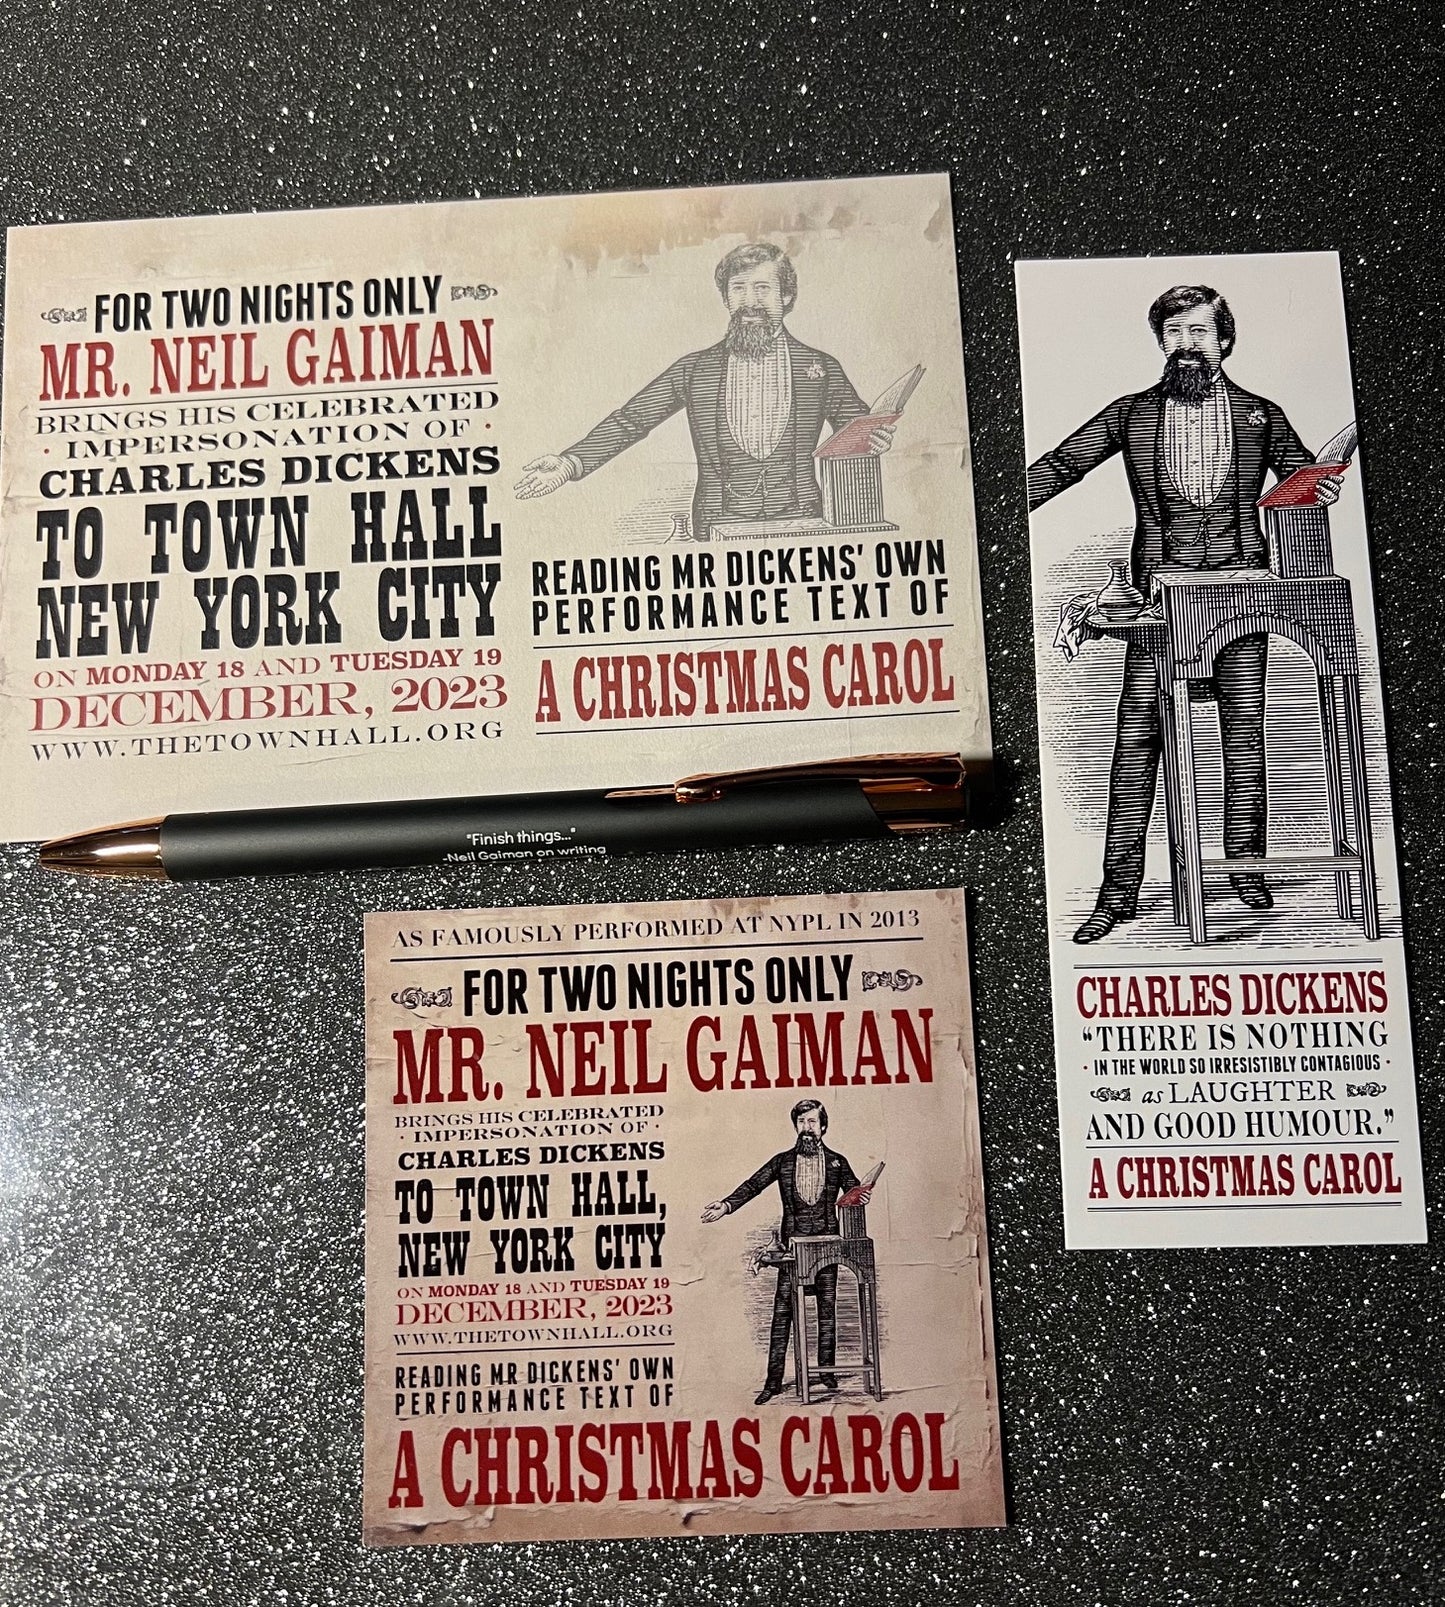 FOR TWO NIGHTS ONLY
MR. NEIL GAIMAN
BRINGS HIS CELEBRATED
· IMPERSONATION OF ·
CHARLES DICKENS
TO TOWN HALL
NEW YORK CITY
ON MONDAY 18 AND TUESDAY 19
DECEMBER, 2023
WWW.THETOWNHALL.ORG
READING MR DICKENS' OWN
PERFORMANCE TEXT OF
A CHRISTMAS CAROL
"Finish things..."
-Neil Gaiman on writing
AS FAMOUSLY PERFORMED AT NYPL IN 2013
FOR TWO NIGHTS ONLY
MR. NEIL GAIMAN
BRINGS HIS CELEBRATED
· IMPERSONATION OF ·
CHARLES DICKENS
TO TOWN HALL,
NEW YORK CITY
ON MONDAY 18 AND TUESDAY 19
DECEMBER, 2023
WWW.THETOWNHALL.ORG
READING MR DICKENS' OWN
PERFORMANCE TEXT OF
A CHRISTMAS CAROL
CHARLES DICKENS
“THERE IS NOTHING
· IN THE WORLD SO IRRESISTIBLY CONTAGIOUS ·
as LAUGHTER
AND GOOD HUMOUR.”
A CHRISTMAS CAROL